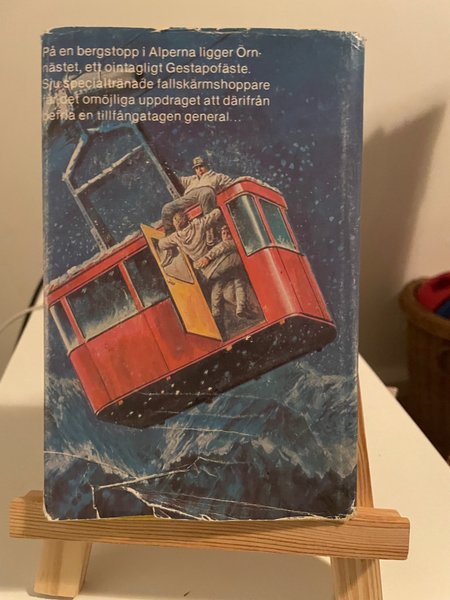 På en bergstopp i Alperna ligger Örn-
nästet, ett ointagligt Gestapofäste.
Sju specialtränade fallskärmshoppare
får det omöjliga uppdraget att därifrån
befria en tillfångatagen general...